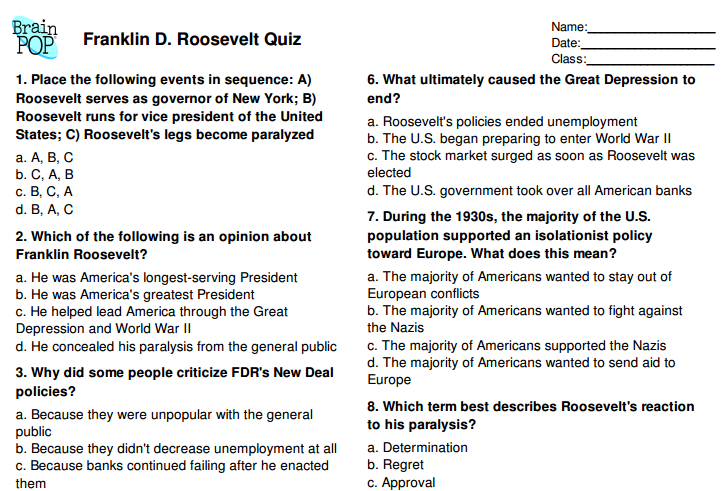 Brain
POP
Franklin D. Roosevelt Quiz
Name:
Date:
Class:
1. Place the following events in sequence: A)
Roosevelt serves as governor of New York; B)
Roosevelt runs for vice president of the United
States; C) Roosevelt's legs become paralyzed
a. A, B, C
b. C, A, B
c. B, C, A
d. B, A, C
2. Which of the following is an opinion about
Franklin Roosevelt?
a. He was America's longest-serving President
b. He was America's greatest President
c. He helped lead America through the Great
Depression and World War II
d. He concealed his paralysis from the general public
3. Why did some people criticize FDR's New Deal
policies?
a. Because they were unpopular with the general
public
b. Because they didn't decrease unemployment at all
c. Because banks continued failing after he enacted
them
6. What ultimately caused the Great Depression to
end?
a. Roosevelt's policies ended unemployment
b. The U.S. began preparing to enter World War II
c. The stock market surged as soon as Roosevelt was
elected
d. The U.S. government took over all American banks
7. During the 1930s, the majority of the U.S.
population supported an isolationist policy
toward Europe. What does this mean?
a. The majority of Americans wanted to stay out of
European conflicts
b. The majority of Americans wanted to fight against
the Nazis
c. The majority of Americans supported the Nazis
d. The majority of Americans wanted to send aid to
Europe
8. Which term best describes Roosevelt's reaction
to his paralysis?
a. Determination
b. Regret
c. Approval